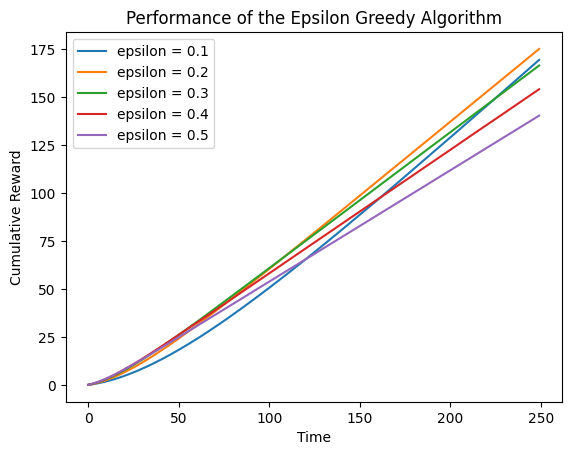 Performance of the Epsilon Greedy Algorithm
epsilon = 0.1
epsilon = 0.2
epsilon = 0.3
epsilon = 0.4
epsilon = 0.5
175
150
125
100
75
50
25
0
Cumulative Reward
0 50 100 150 200 250
Time